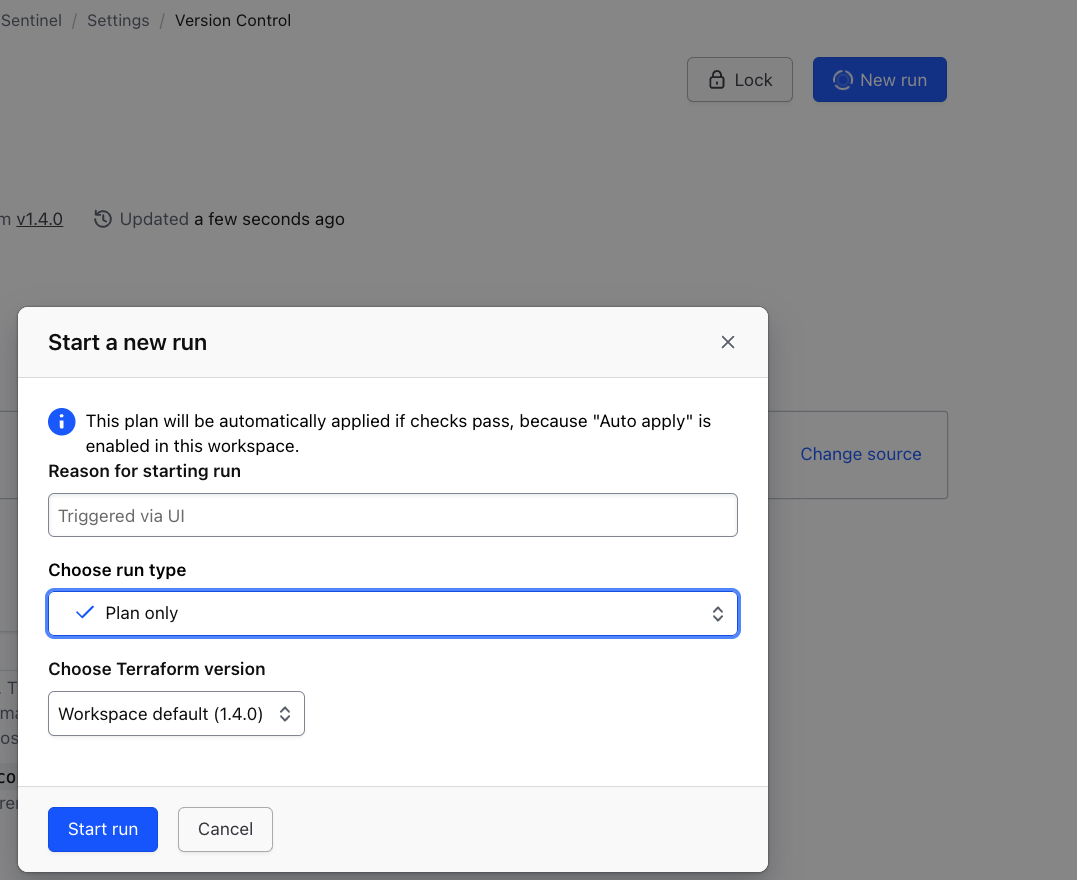 Sentinel / Settings / Version Control
Lock
New run
v1.4.0
Updated a few seconds ago
Start a new run
This plan will be automatically applied if checks pass, because "Auto apply" is
enabled in this workspace.
Reason for starting run
Change source
Triggered via UI
Choose run type
Plan only
Choose Terraform version
Workspace default (1.4.0)
Start run
Cancel